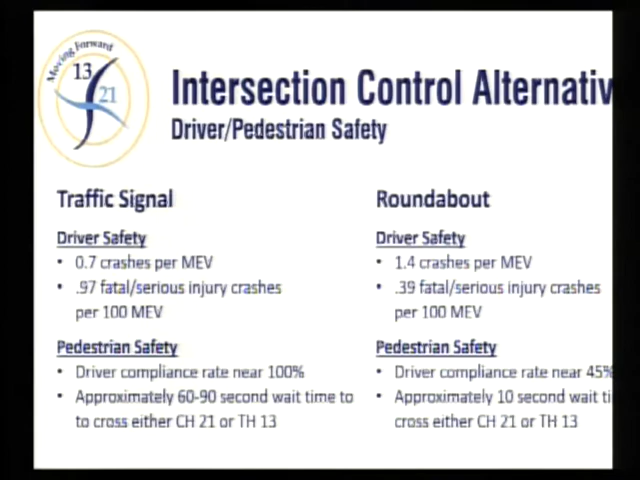 Moving Forward
13
21
Intersection Control Alternativ
Driver/Pedestrian Safety
Traffic Signal
Driver Safety
• 0.7 crashes per MEV
• .97 fatal/serious injury crashes
per 100 MEV
Pedestrian Safety
• Driver compliance rate near 100%
• Approximately 60-90 second wait time to
to cross either CH 21 or TH 13
Roundabout
Driver Safety
• 1.4 crashes per MEV
• .39 fatal/serious injury crashes
per 100 MEV
Pedestrian Safety
• Driver compliance rate near 45%
• Approximately 10 second wait ti
cross either CH 21 or TH 13